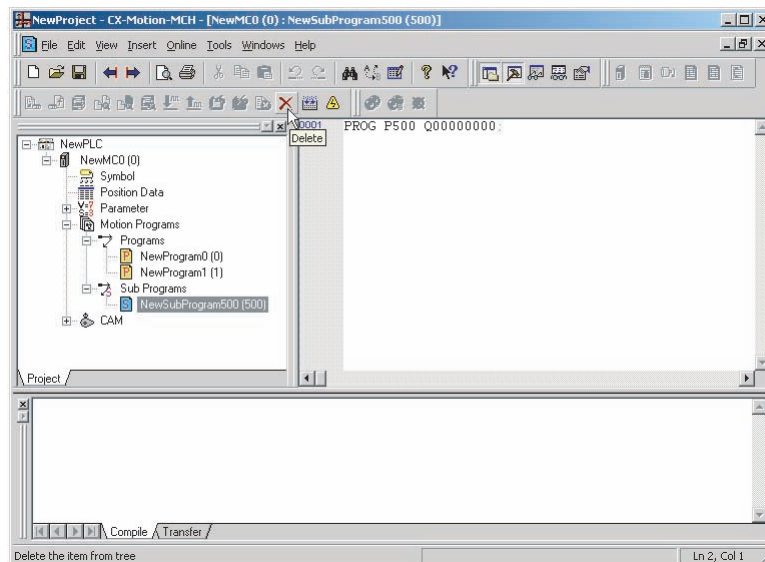 NewProject - CX-Motion-MCH - [NewMC0 (0) : NewSubProgram500 (500)]
File Edit View Insert Online Tools Windows Help
0001 PROG P500 Q00000000;
Delete
NewPLC
NewMC0 (0)
Symbol
Position Data
Parameter
Motion Programs
Programs
P NewProgram0 (0)
P NewProgram1 (1)
Sub Programs
S NewSubProgram500 (500)
CAM
Project
Compile Transfer
Delete the item from tree Ln 2, Col 1